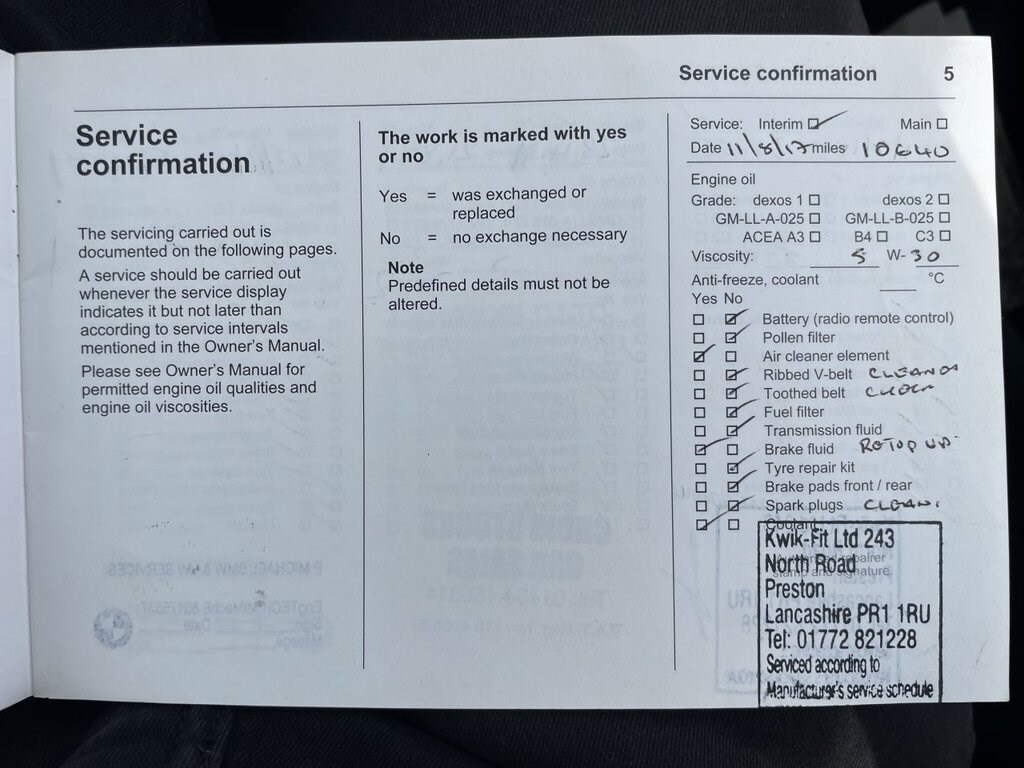 Service confirmation 5
Service
confirmation
The servicing carried out is
documented on the following pages.
A service should be carried out
whenever the service display
indicates it but not later than
according to service intervals
mentioned in the Owner's Manual.
Please see Owner's Manual for
permitted engine oil qualities and
engine oil viscosities.
The work is marked with yes
or no
Yes = was exchanged or
replaced
No = no exchange necessary
Note
Predefined details must not be
altered.
Service: Interim ☑ Main ☐
Date 11/8/17 miles 10640
Engine oil
Grade: dexos 1 ☐ dexos 2 ☐
GM-LL-A-025 ☐ GM-LL-B-025 ☐
ACEA A3 ☐ B4 ☐ C3 ☐
Viscosity: 5 W-30
Anti-freeze, coolant °C
Yes No
☐ ☑ Battery (radio remote control)
☐ ☑ Pollen filter
☑ ☐ Air cleaner element
☐ ☑ Ribbed V-belt
☐ ☑ Toothed belt CHECK
☐ ☑ Fuel filter
☐ ☑ Transmission fluid
☑ ☐ Brake fluid TOP UP
☐ ☑ Tyre repair kit
☐ ☑ Brake pads front / rear
☐ ☑ Spark plugs CLEAN
☑ ☐ Coolant
Kwik-Fit Ltd 243
North Road
repairer
stamp and signature
Preston
Lancashire PR1 1RU
Tel: 01772 821228
Serviced according to
Manufacturer's service schedule